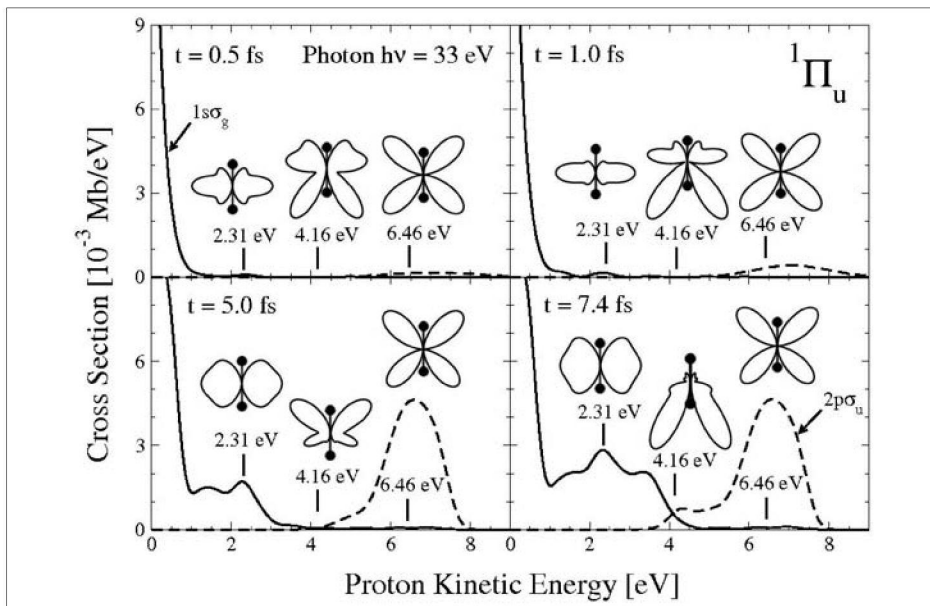 9
6
3
0
t = 0.5 fs Photon hν = 33 eV
1sσg
2.31 eV
4.16 eV
6.46 eV
t = 1.0 fs
¹Πu
2.31 eV
4.16 eV
6.46 eV
Cross Section [10⁻³ Mb/eV]
6
3
0
t = 5.0 fs
2.31 eV
4.16 eV
6.46 eV
t = 7.4 fs
2.31 eV
4.16 eV
6.46 eV
2pσu
0 2 4 6 8 0 2 4 6 8
Proton Kinetic Energy [eV]